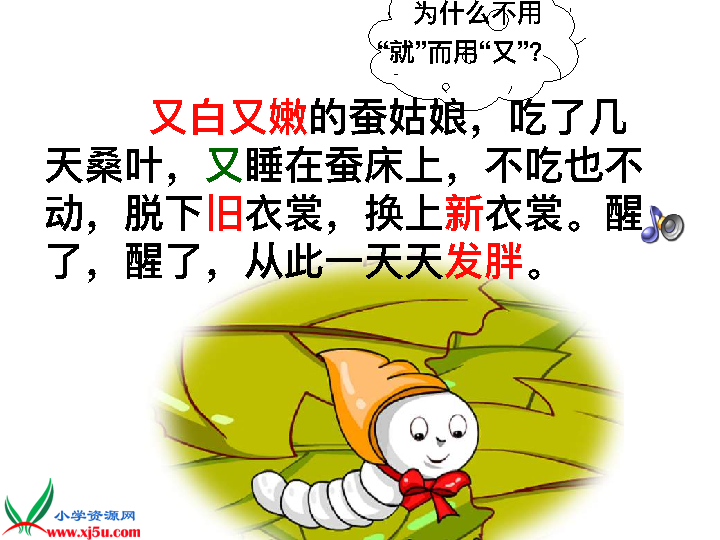 为什么不用
“就”而用“又”？
又白又嫩的蚕姑娘，吃了几
天桑叶，又睡在蚕床上，不吃也不
动，脱下旧衣裳，换上新衣裳。醒
了，醒了，从此一天天发胖。
小学资源网
www.xj5u.com